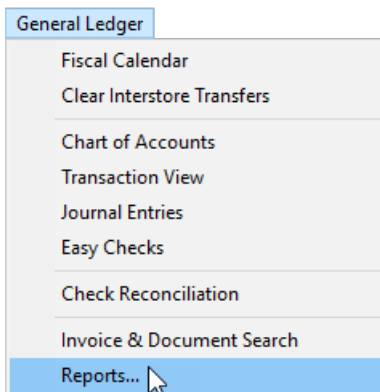 General Ledger
Fiscal Calendar
Clear Interstore Transfers
Chart of Accounts
Transaction View
Journal Entries
Easy Checks
Check Reconciliation
Invoice & Document Search
Reports...